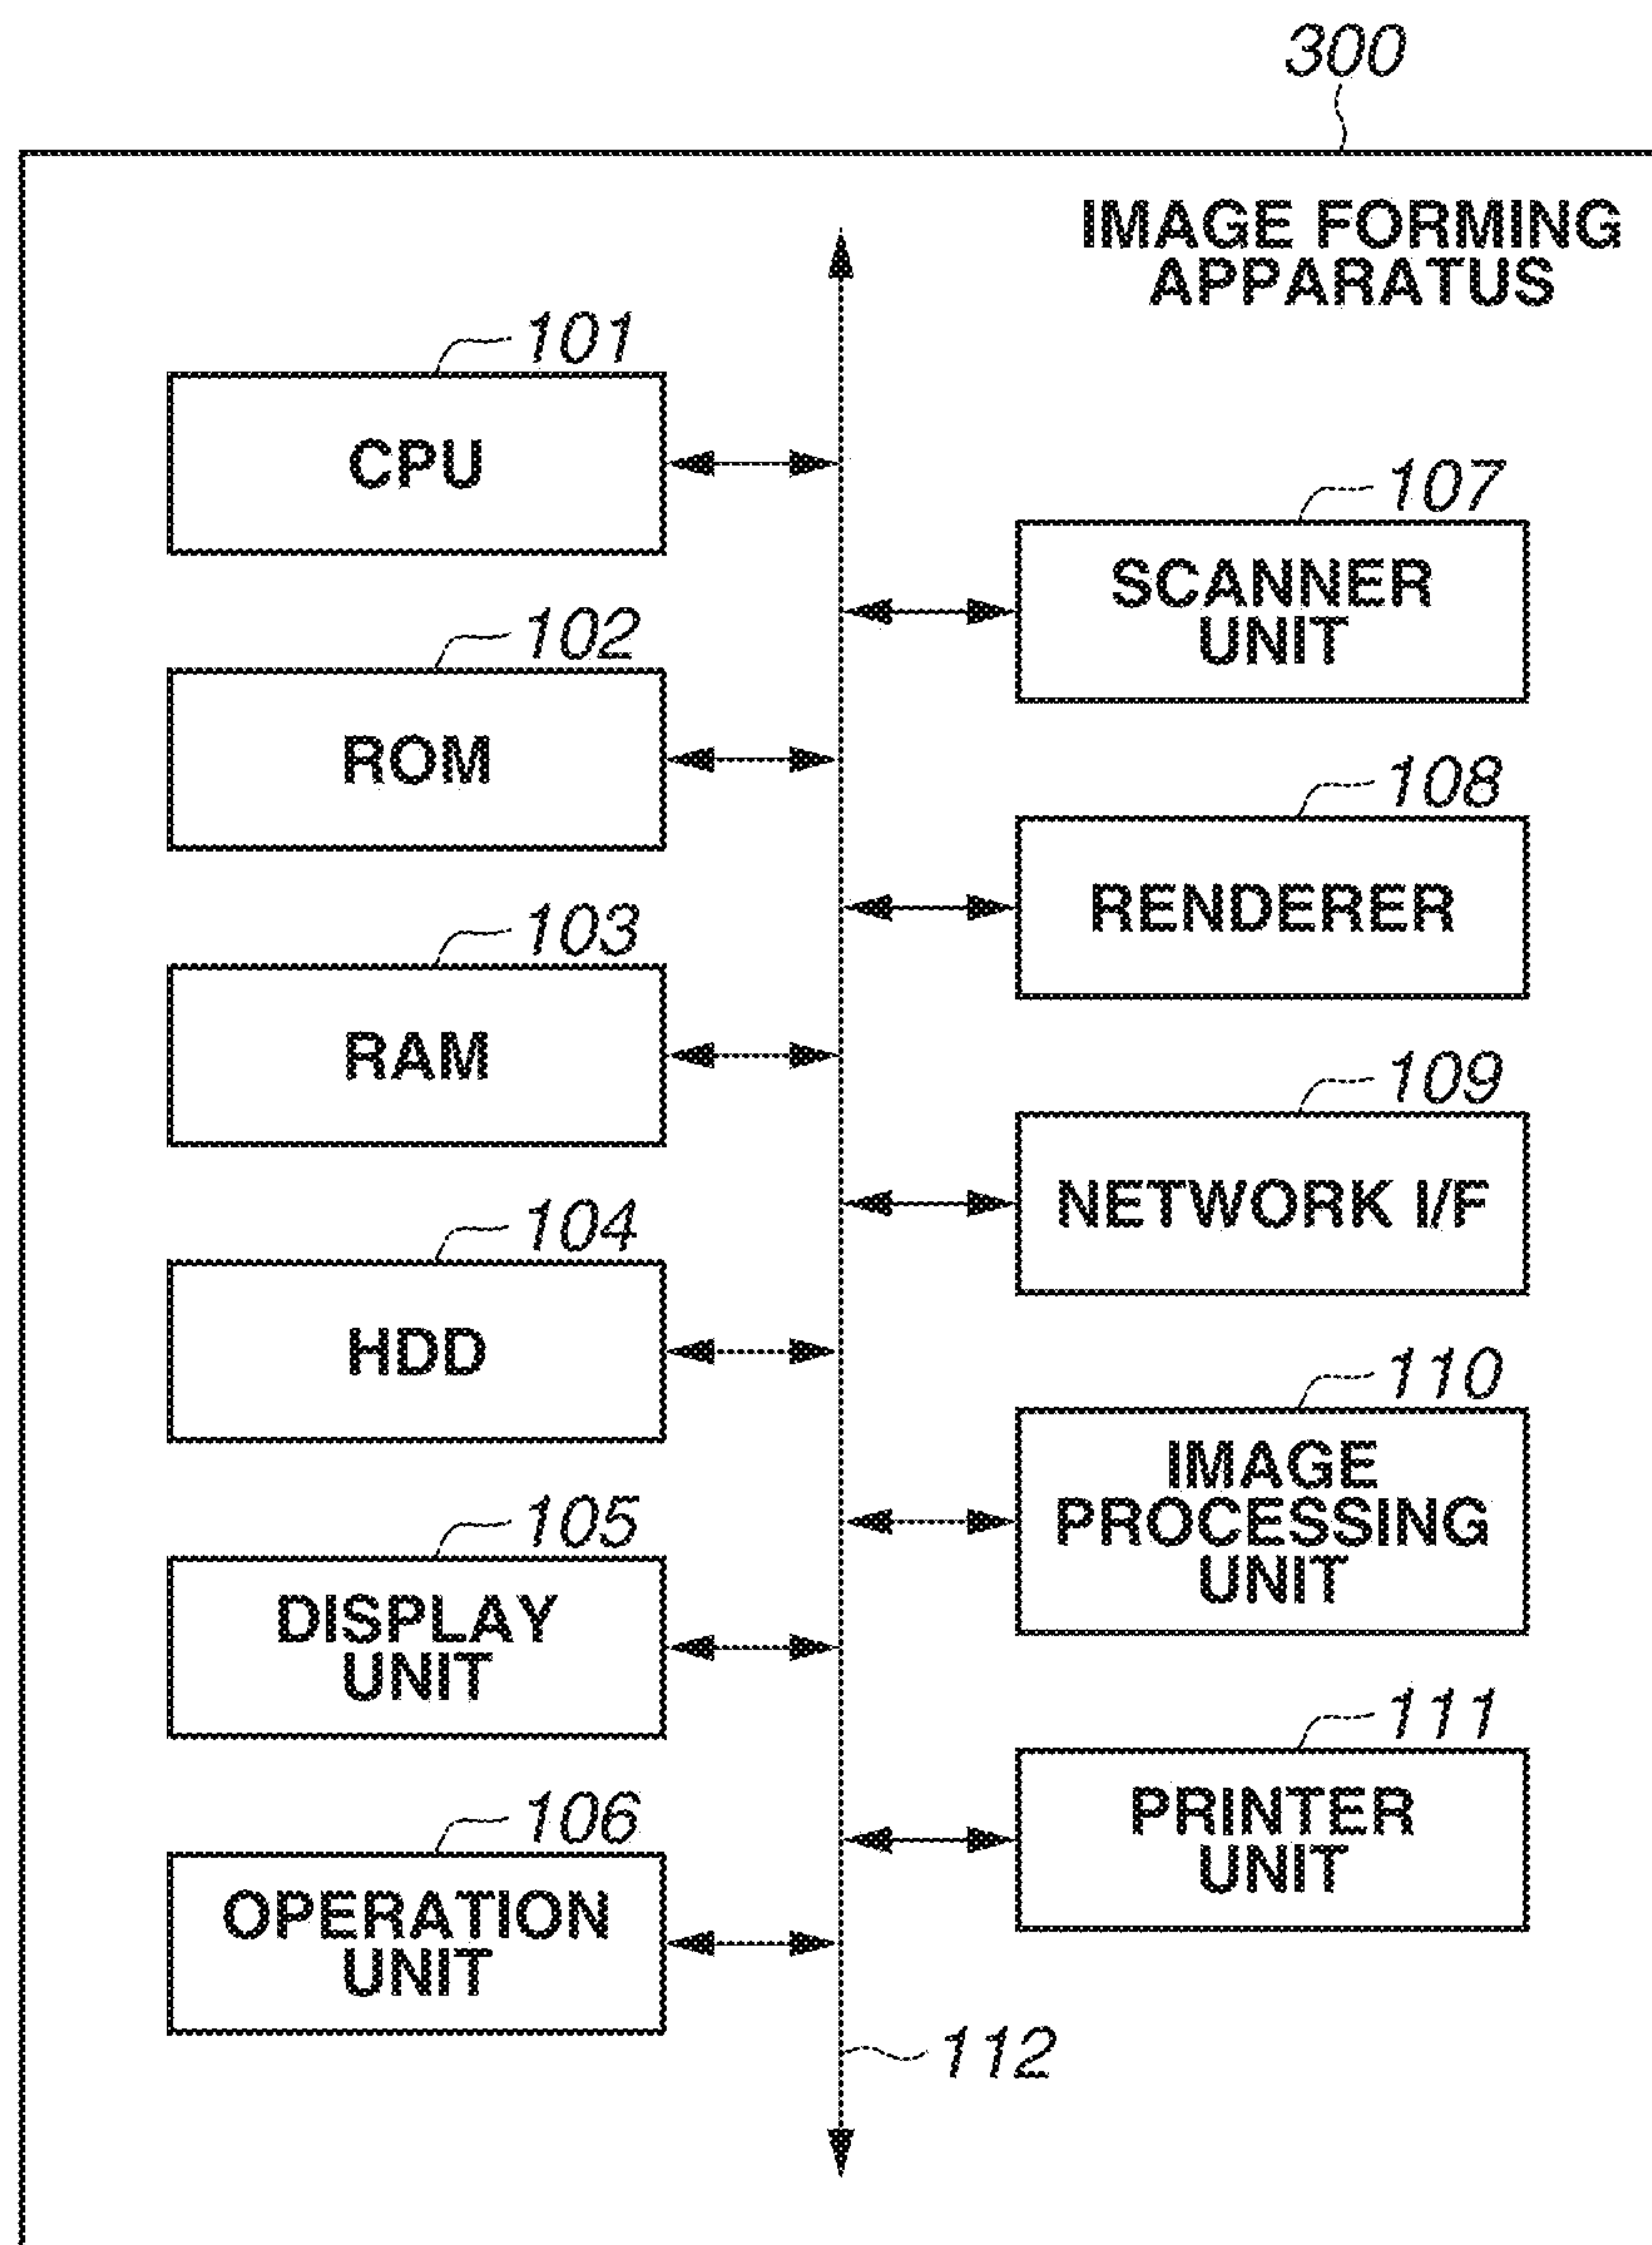 300
IMAGE FORMING
APPARATUS
101
CPU
102
ROM
103
RAM
104
HDD
105
DISPLAY
UNIT
106
OPERATION
UNIT
107
SCANNER
UNIT
108
RENDERER
109
NETWORK I/F
110
IMAGE
PROCESSING
UNIT
111
PRINTER
UNIT
112